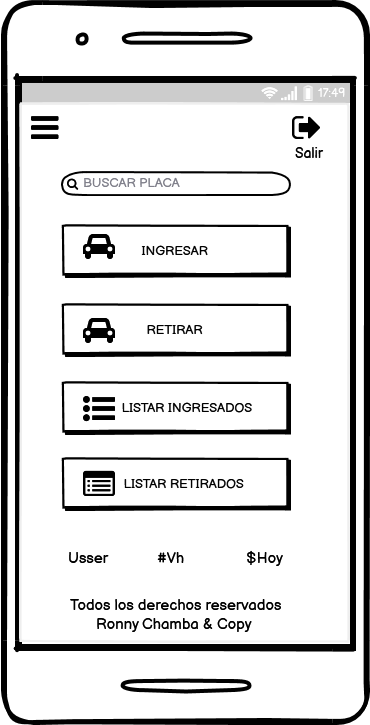 17:49
Salir
BUSCAR PLACA
INGRESAR
RETIRAR
LISTAR INGRESADOS
LISTAR RETIRADOS
Usser #Vh $Hoy
Todos los derechos reservados
Ronny Chamba & Copy